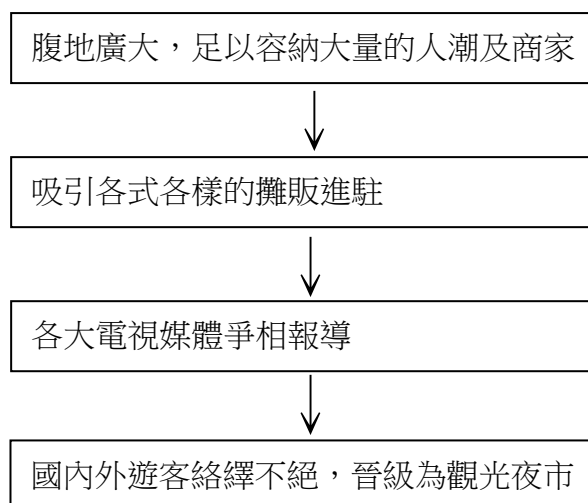 腹地廣大，足以容納大量的人潮及商家
吸引各式各樣的攤販進駐
各大電視媒體爭相報導
國內外遊客絡繹不絕，晉級為觀光夜市